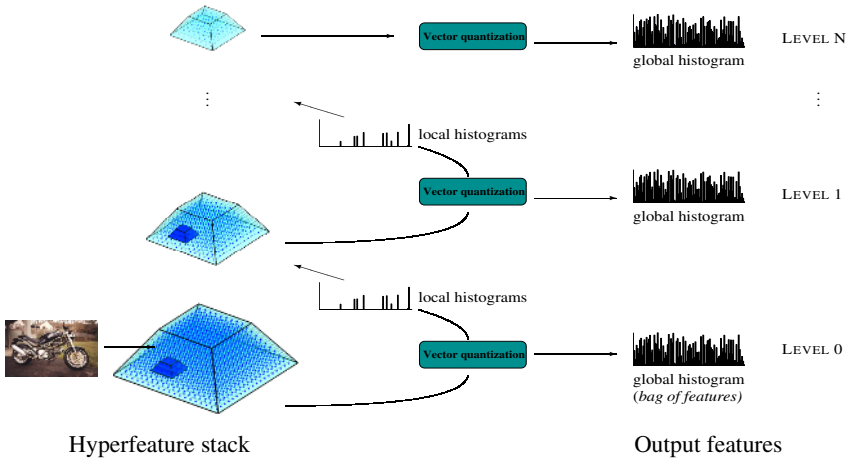 Vector quantization
LEVEL N
global histogram
⋮ ⋮
local histograms
Vector quantization
LEVEL 1
global histogram
local histograms
Vector quantization
LEVEL 0
global histogram
(bag of features)
Hyperfeature stack
Output features